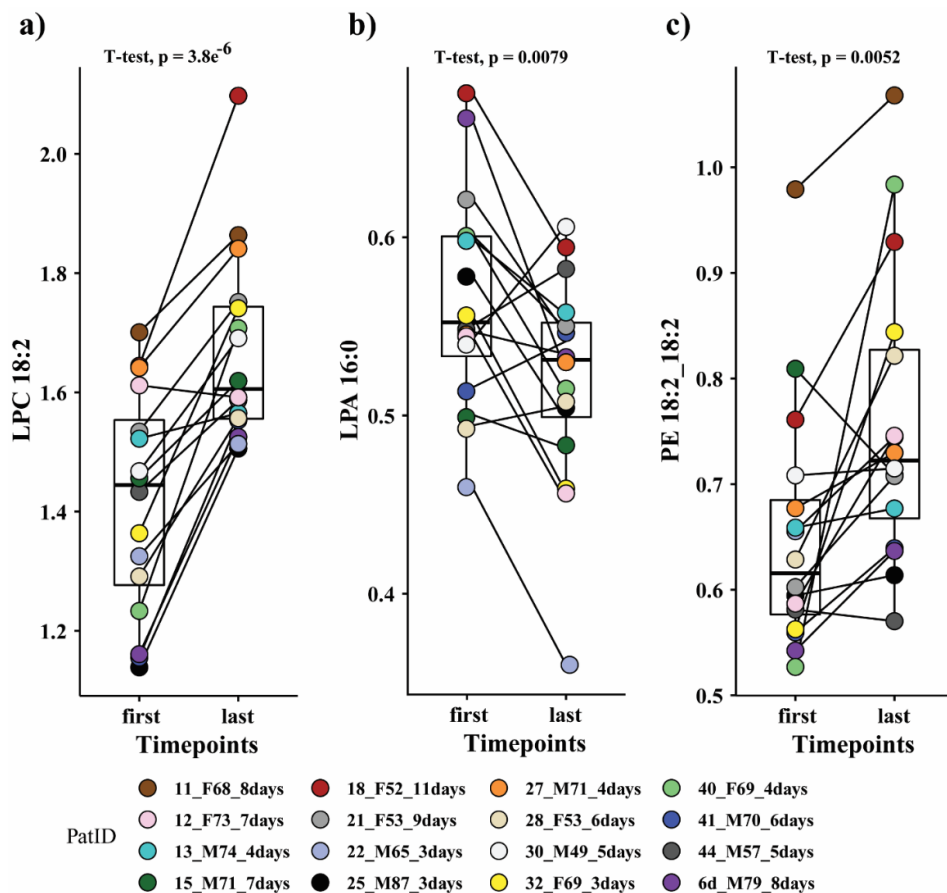 a)
T-test, p = 3.8e-6
LPC 18:2
2.0
1.8
1.6
1.4
1.2
first last
Timepoints
b)
T-test, p = 0.0079
LPA 16:0
0.6
0.5
0.4
first last
Timepoints
c)
T-test, p = 0.0052
PE 18:2_18:2
1.0
0.9
0.8
0.7
0.6
0.5
first last
Timepoints
PatID
11_F68_8days 18_F52_11days 27_M71_4days 40_F69_4days
12_F73_7days 21_F53_9days 28_F53_6days 41_M70_6days
13_M74_4days 22_M65_3days 30_M49_5days 44_M57_5days
15_M71_7days 25_M87_3days 32_F69_3days 6d_M79_8days